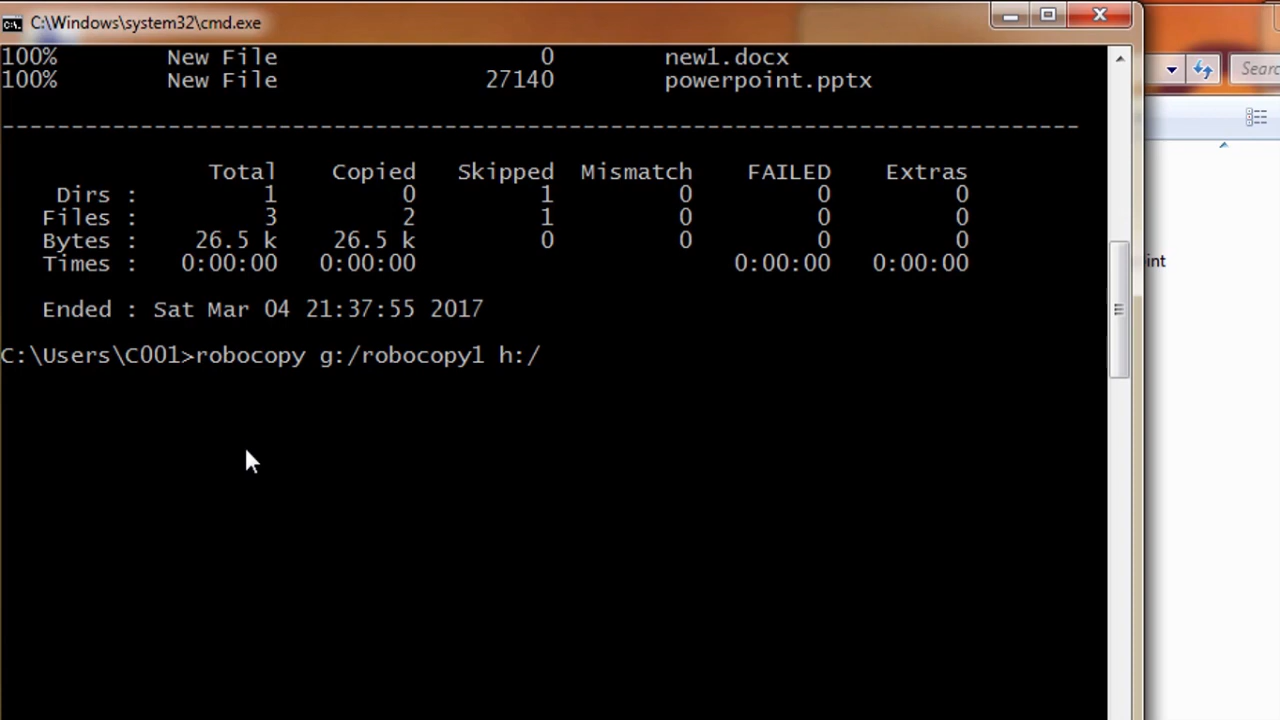 C:\Windows\system32\cmd.exe
100% New File 0 new1.docx
100% New File 27140 powerpoint.pptx
Sear
------------------------------------------------------------------------------
Total Copied Skipped Mismatch FAILED Extras
Dirs : 1 0 1 0 0 0
Files : 3 2 1 0 0 0
Bytes : 26.5 k 26.5 k 0 0 0 0
Times : 0:00:00 0:00:00 0:00:00 0:00:00
int
Ended : Sat Mar 04 21:37:55 2017
C:\Users\C001>robocopy g:/robocopy1 h:/